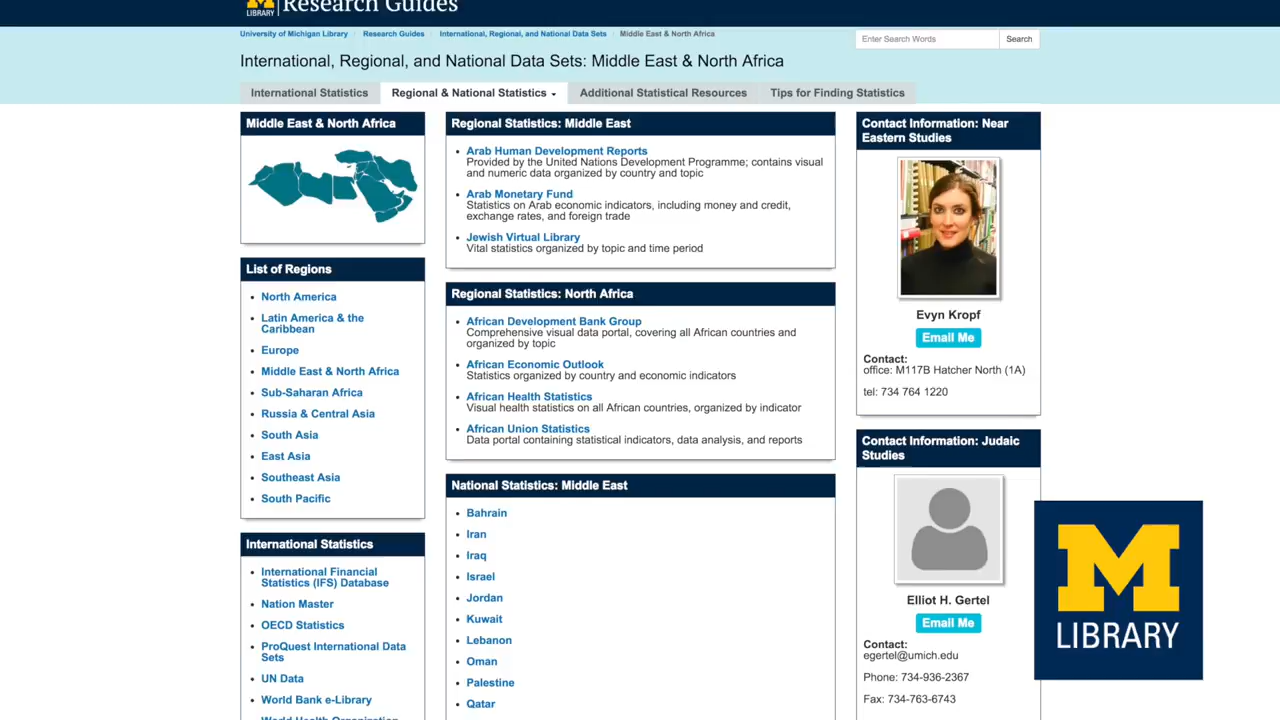 M
LIBRARY
Research Guides
University of Michigan Library / Research Guides / International, Regional, and National Data Sets / Middle East & North Africa
Enter Search Words
Search
International, Regional, and National Data Sets: Middle East & North Africa
International Statistics
Regional & National Statistics
Additional Statistical Resources
Tips for Finding Statistics
Middle East & North Africa
List of Regions
North America
Latin America & the
Caribbean
Europe
Middle East & North Africa
Sub-Saharan Africa
Russia & Central Asia
South Asia
East Asia
Southeast Asia
South Pacific
International Statistics
International Financial
Statistics (IFS) Database
Nation Master
OECD Statistics
ProQuest International Data
Sets
UN Data
World Bank e-Library
World Health Organization
Regional Statistics: Middle East
Arab Human Development Reports
Provided by the United Nations Development Programme; contains visual
and numeric data organized by country and topic
Arab Monetary Fund
Statistics on Arab economic indicators, including money and credit,
exchange rates, and foreign trade
Jewish Virtual Library
Vital statistics organized by topic and time period
Regional Statistics: North Africa
African Development Bank Group
Comprehensive visual data portal, covering all African countries and
organized by topic
African Economic Outlook
Statistics organized by country and economic indicators
African Health Statistics
Visual health statistics on all African countries, organized by indicator
African Union Statistics
Data portal containing statistical indicators, data analysis, and reports
National Statistics: Middle East
Bahrain
Iran
Iraq
Israel
Jordan
Kuwait
Lebanon
Oman
Palestine
Qatar
Contact Information: Near
Eastern Studies
Evyn Kropf
Email Me
Contact:
office: M117B Hatcher North (1A)
tel: 734 764 1220
Contact Information: Judaic
Studies
Elliot H. Gertel
Email Me
Contact:
egertel@umich.edu
Phone: 734-936-2367
Fax: 734-763-6743
M
LIBRARY